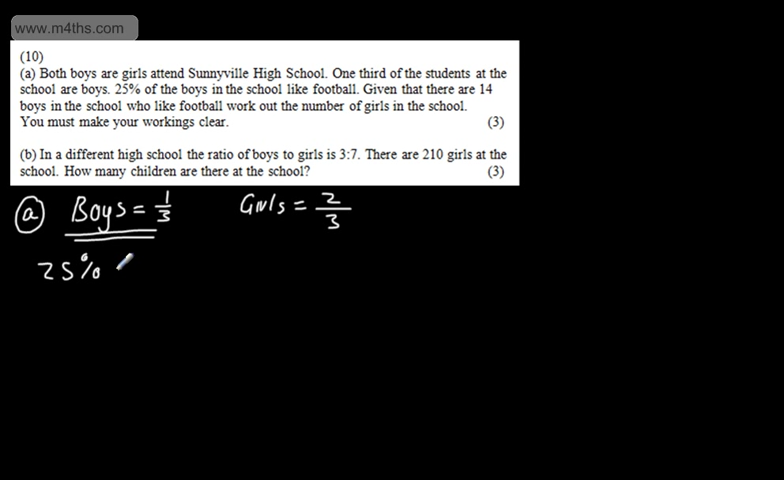 www.m4ths.com
(10)
(a) Both boys are girls attend Sunnyville High School. One third of the students at the
school are boys. 25% of the boys in the school like football. Given that there are 14
boys in the school who like football work out the number of girls in the school.
You must make your workings clear. (3)
(b) In a different high school the ratio of boys to girls is 3:7. There are 210 girls at the
school. How many children are there at the school? (3)
(a) Boys = 1/3 Girls = 2/3
25%